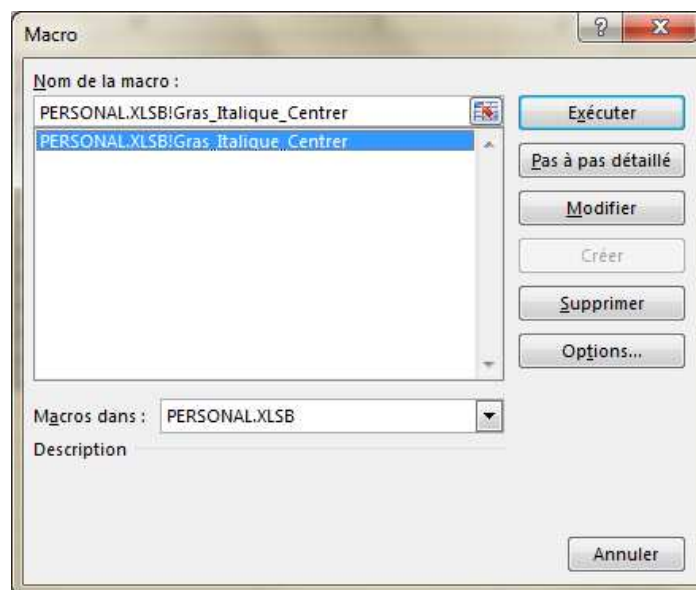 Macro
Nom de la macro :
PERSONAL.XLSB!Gras_Italique_Centrer
PERSONAL.XLSB!Gras_Italique_Centrer
Exécuter
Pas à pas détaillé
Modifier
Créer
Supprimer
Options...
Macros dans : PERSONAL.XLSB
Description
Annuler